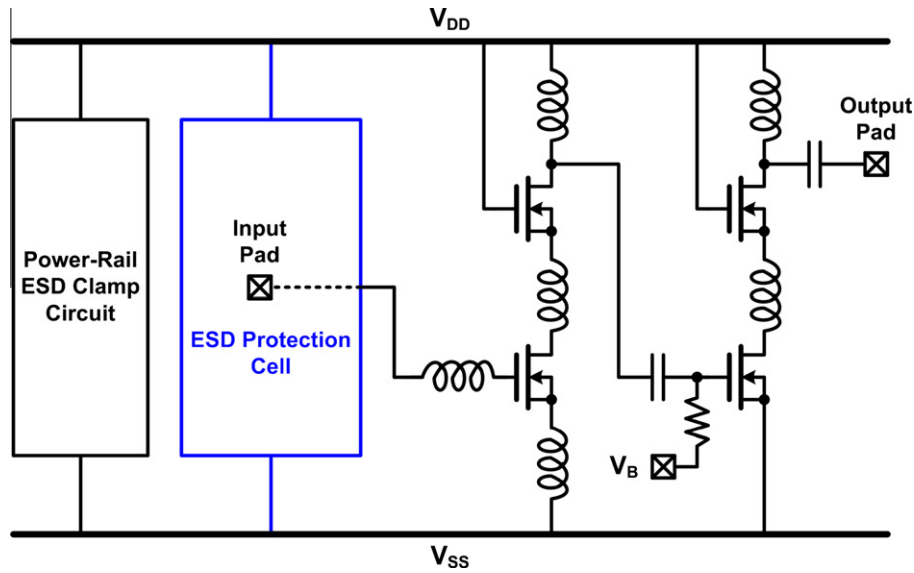 VDD
Output
Pad
Input
Pad
Power-Rail
ESD Clamp
Circuit
ESD Protection
Cell
VB
VSS